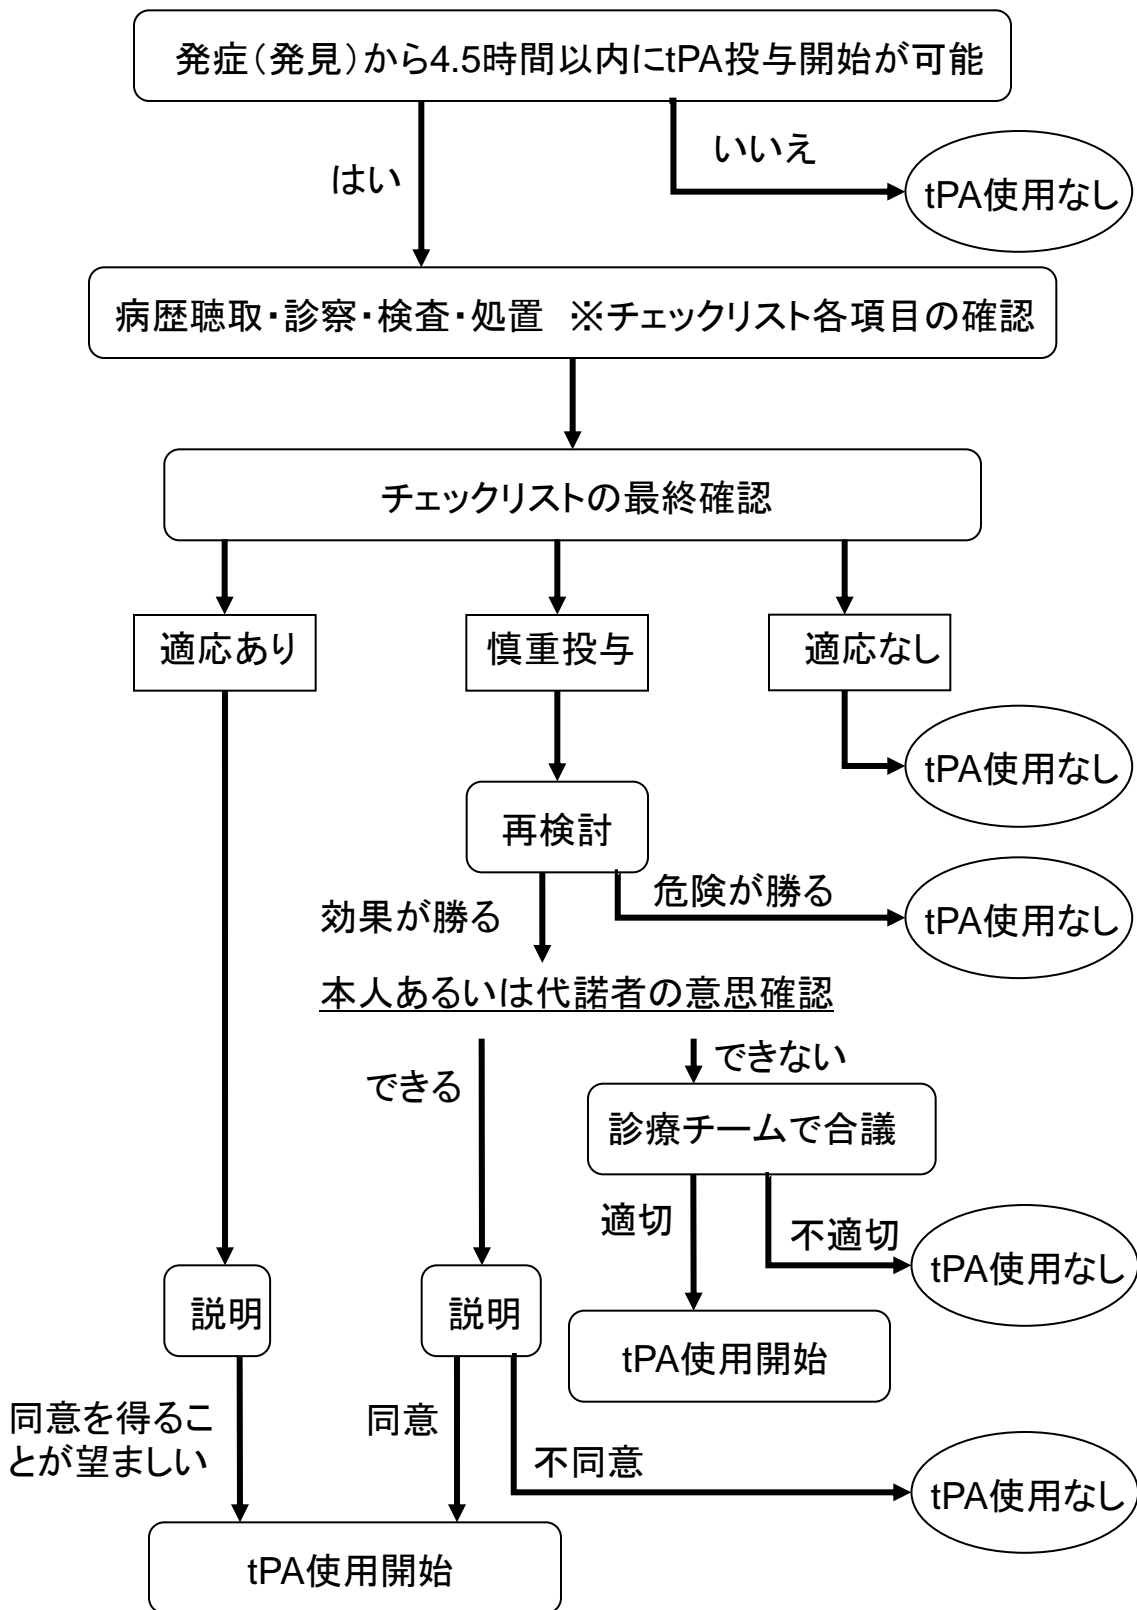 発症（発見）から4.5時間以内にtPA投与開始が可能
はい
いいえ
tPA使用なし
病歴聴取・診察・検査・処置　※チェックリスト各項目の確認
チェックリストの最終確認
適応あり
慎重投与
適応なし
tPA使用なし
再検討
効果が勝る
危険が勝る
tPA使用なし
本人あるいは代諾者の意思確認
できる
できない
診療チームで合議
適切
不適切
tPA使用なし
説明
説明
tPA使用開始
同意を得るこ
とが望ましい
同意
不同意
tPA使用なし
tPA使用開始